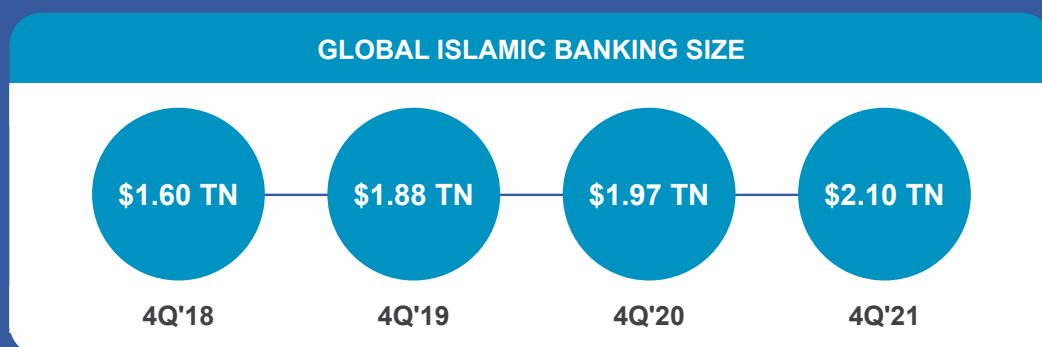 GLOBAL ISLAMIC BANKING SIZE
$1.60 TN $1.88 TN $1.97 TN $2.10 TN
4Q'18 4Q'19 4Q'20 4Q'21